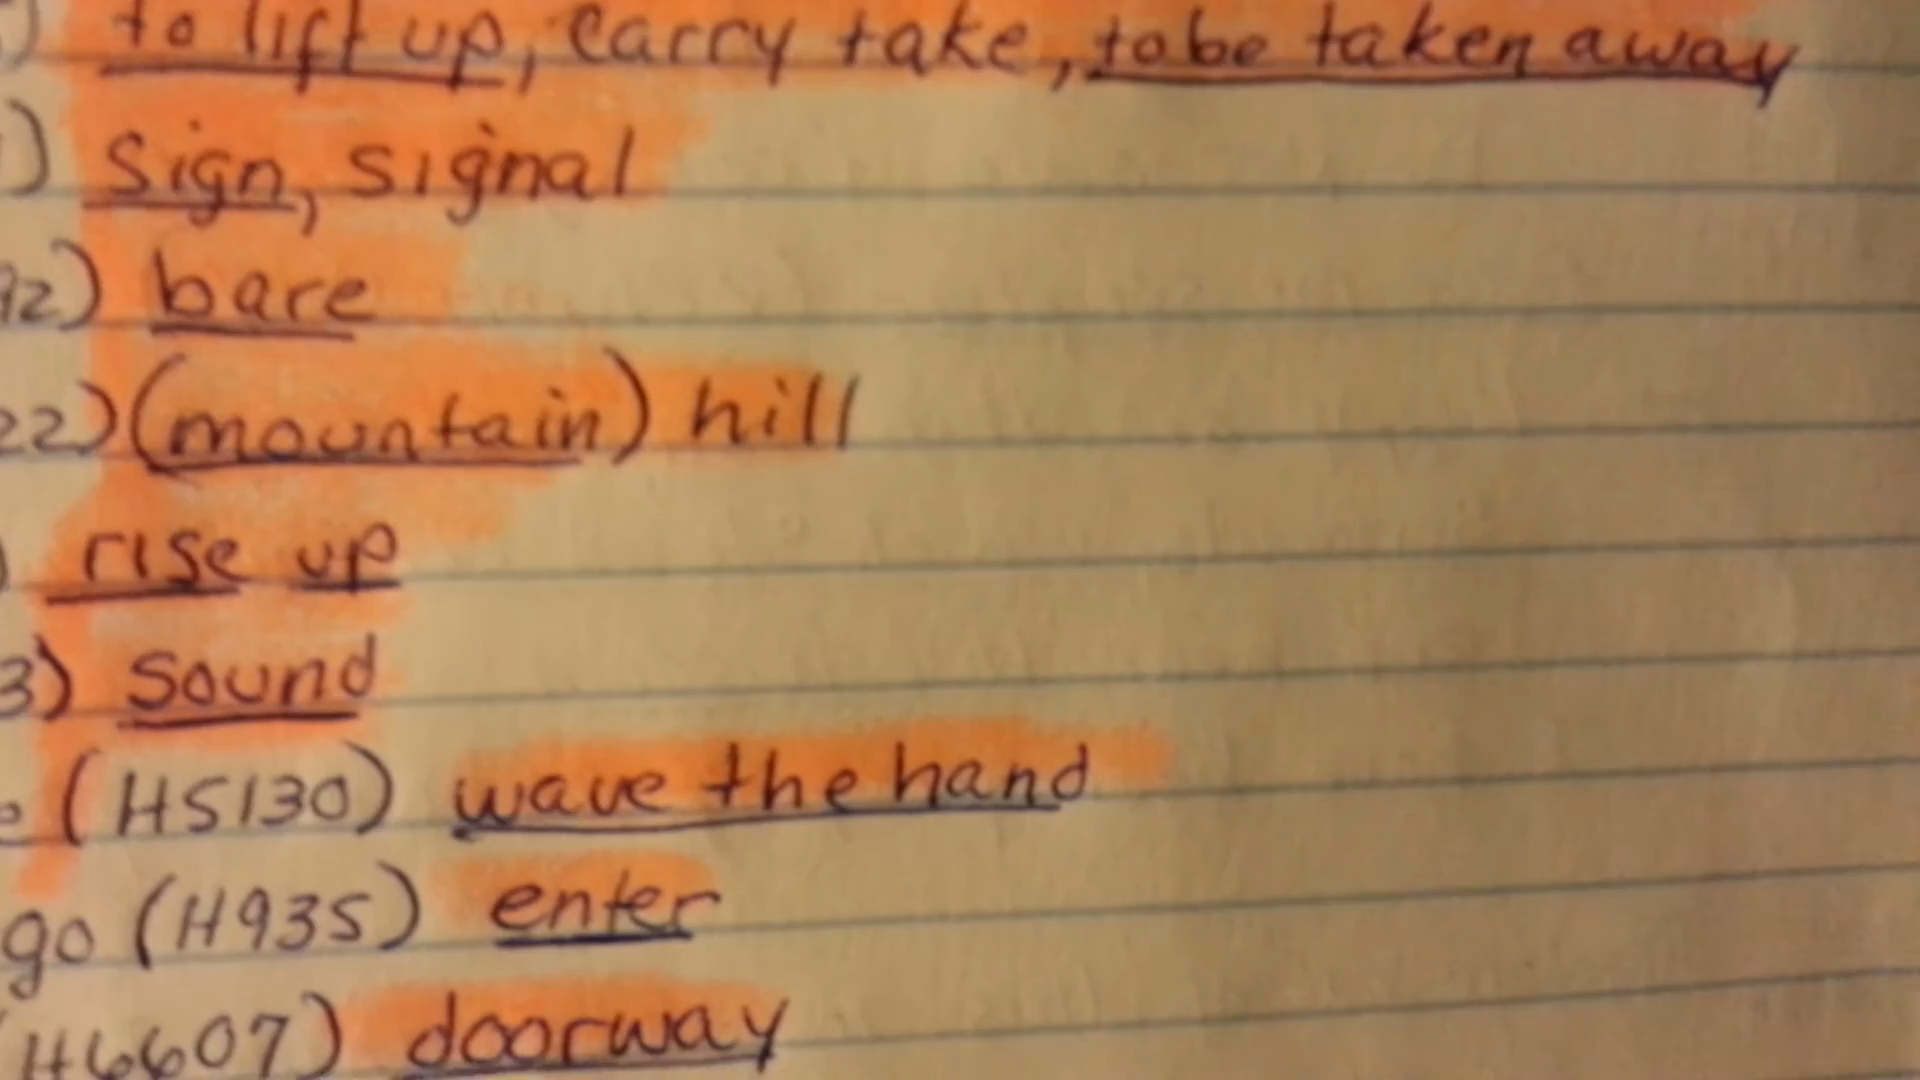 ) to lift up, carry take, to be taken away
) sign, signal
92) bare
22) (mountain) hill
) rise up
3) sound
e (H5130) wave the hand
go (H935) enter
(H6607) doorway